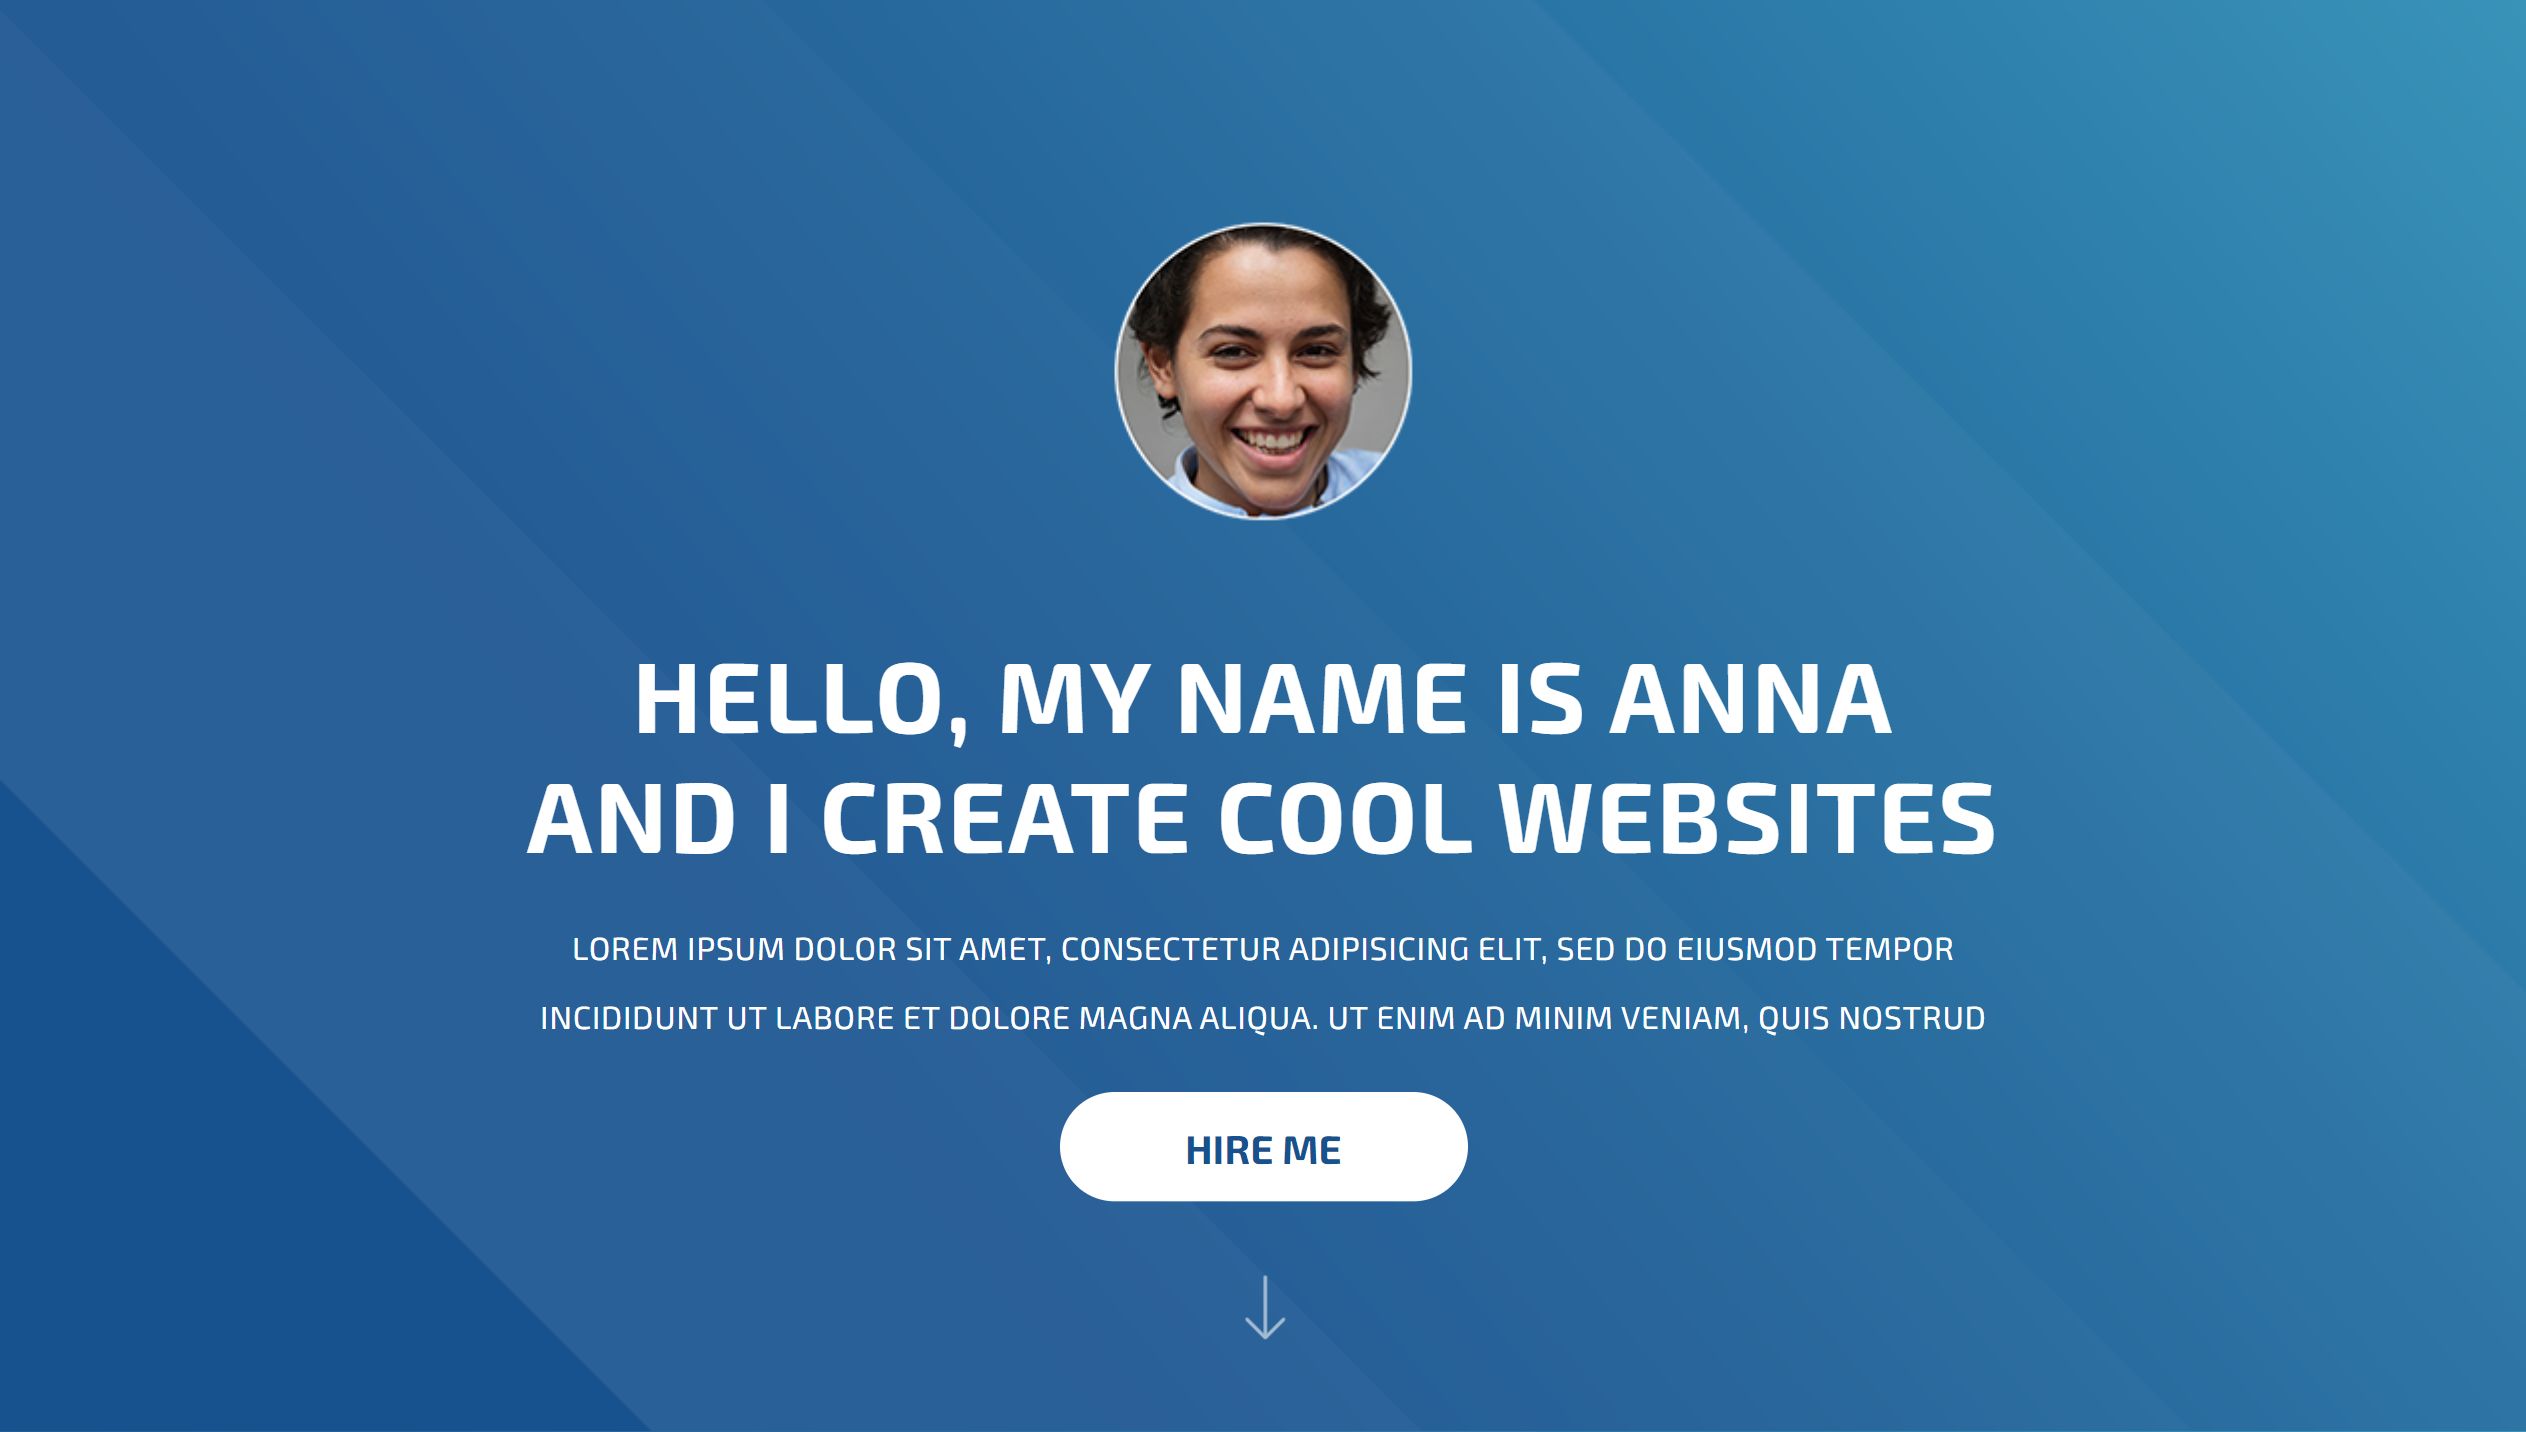 HELLO, MY NAME IS ANNA
AND I CREATE COOL WEBSITES
LOREM IPSUM DOLOR SIT AMET, CONSECTETUR ADIPISICING ELIT, SED DO EIUSMOD TEMPOR
INCIDIDUNT UT LABORE ET DOLORE MAGNA ALIQUA. UT ENIM AD MINIM VENIAM, QUIS NOSTRUD
HIRE ME